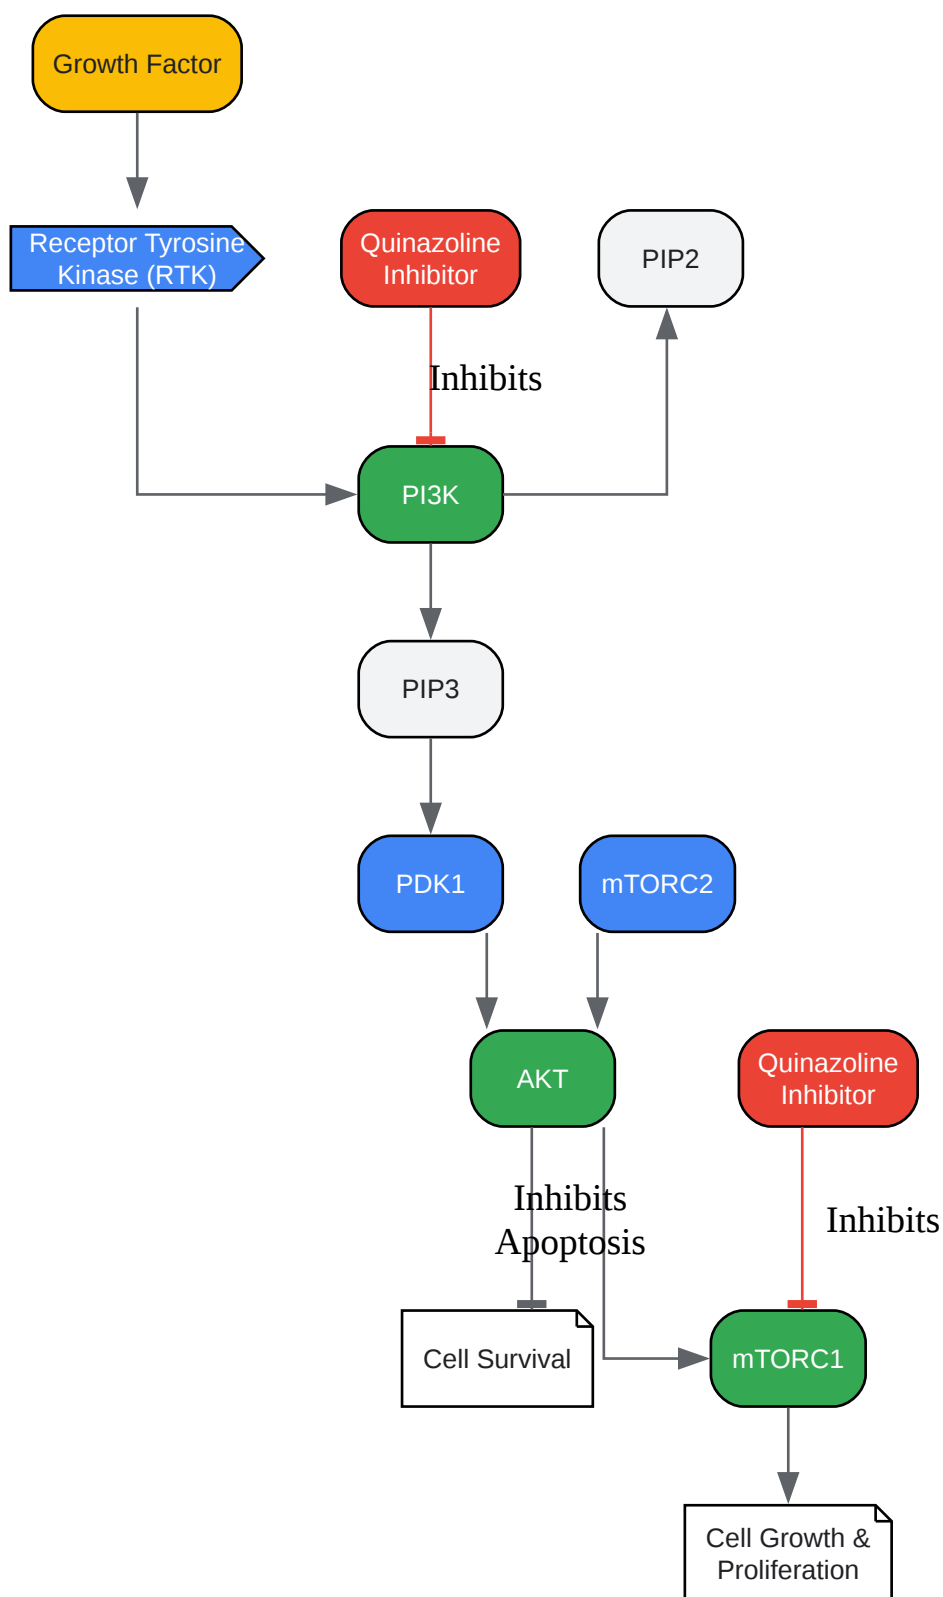 Growth Factor
Receptor Tyrosine
Kinase (RTK)
Quinazoline
Inhibitor
PIP2
Inhibits
PI3K
PIP3
PDK1
mTORC2
AKT
Quinazoline
Inhibitor
Inhibits
Apoptosis
Inhibits
Cell Survival
mTORC1
Cell Growth &
Proliferation